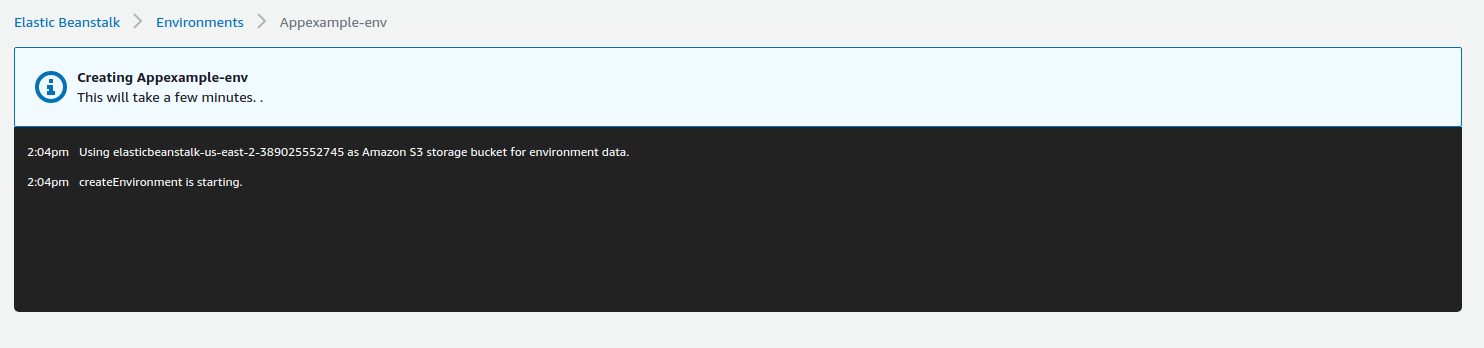 Elastic Beanstalk > Environments > Appexample-env
Creating Appexample-env
This will take a few minutes. .
2:04pm Using elasticbeanstalk-us-east-2-389025552745 as Amazon S3 storage bucket for environment data.
2:04pm createEnvironment is starting.